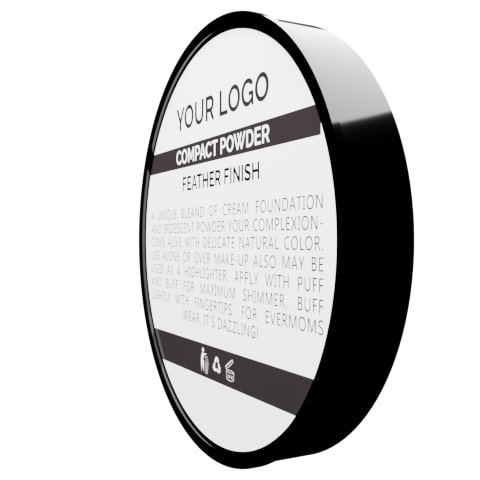 YOUR LOGO
COMPACT POWDER
FEATHER FINISH
A UNIQUE BLEAND OF CREAM FOUNDATION
AND IRIDESCENT POWDER YOUR COMPLEXION-
COMS ALIVE WITH DELICATE NATURAL COLOR.
USE ALONE OR OVER MAKE-UP ALSO MAY BE
USED AS A HIGHLIGHTER. APPLY WITH PUFF
AND BUFF FOR MAXIMUM SHIMMER. BUFF
LIGHTLY WITH FINGERTIPS. FOR EVERMOMS
WEAR, IT'S DAZZLING!